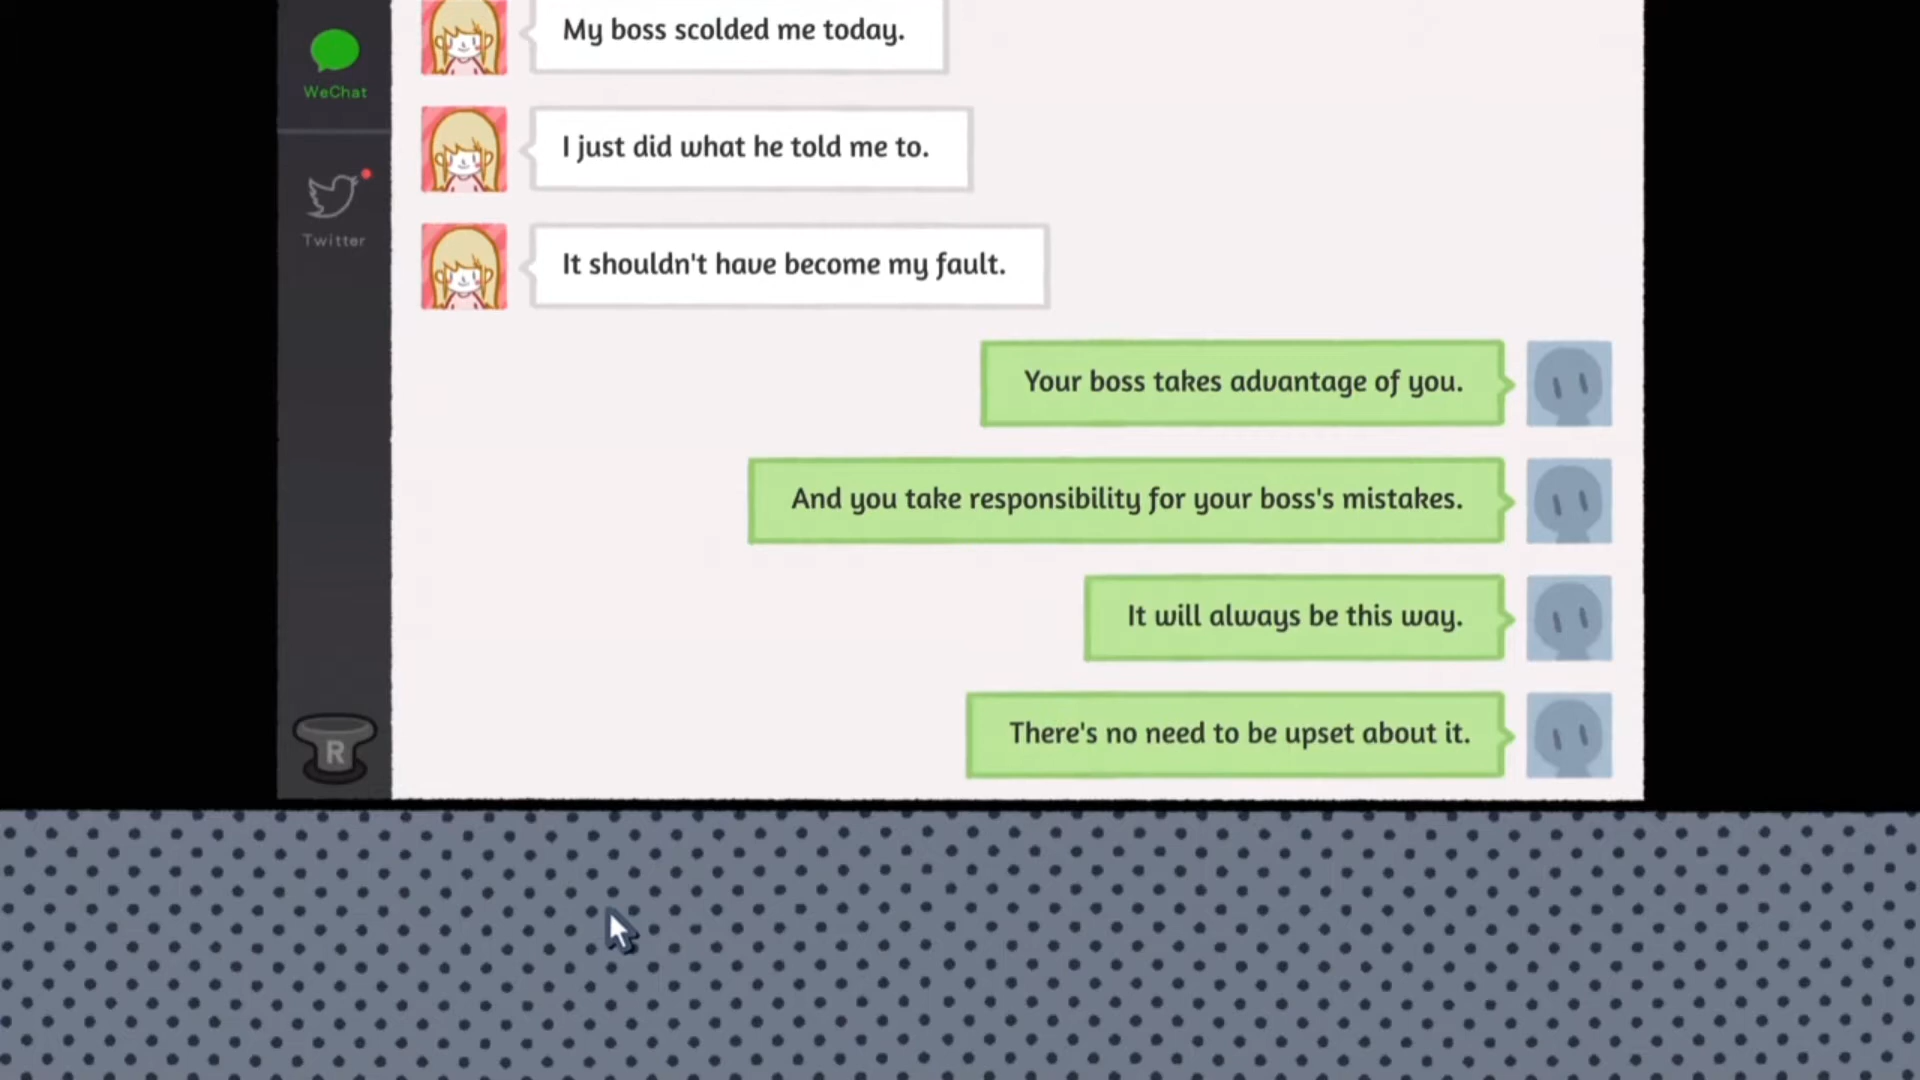 My boss scolded me today.
WeChat
I just did what he told me to.
Twitter
It shouldn't have become my fault.
Your boss takes advantage of you.
And you take responsibility for your boss's mistakes.
It will always be this way.
There's no need to be upset about it.
R